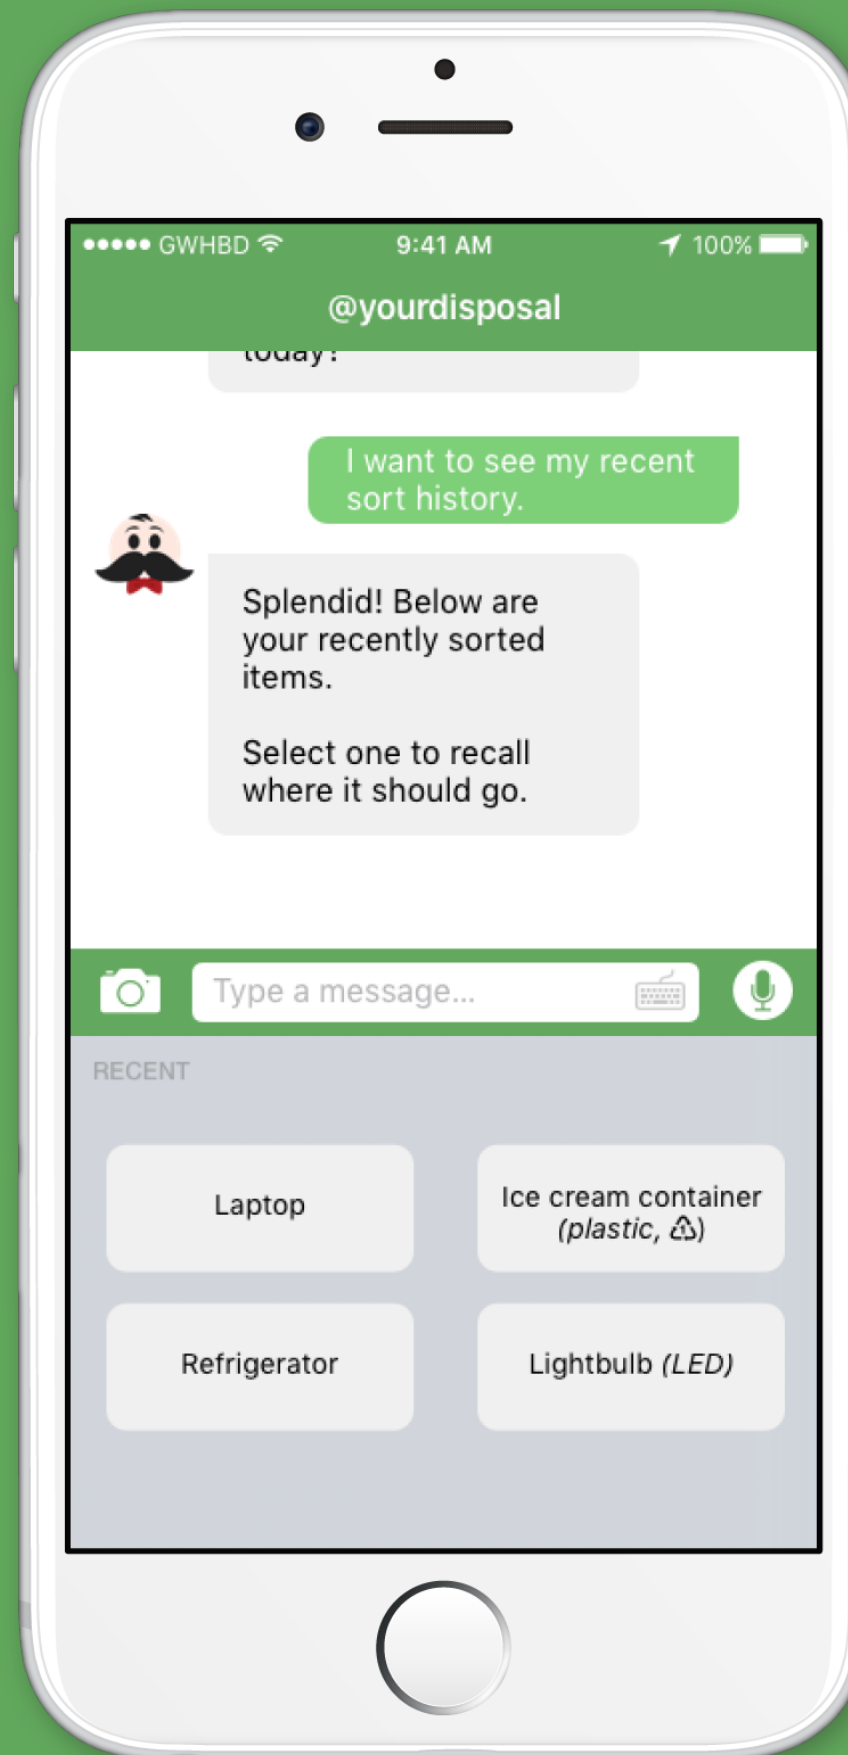 GWHBD
9:41 AM
100%
@yourdisposal
today?
I want to see my recent
sort history.
Splendid! Below are
your recently sorted
items.
Select one to recall
where it should go.
Type a message...
RECENT
Laptop
Ice cream container
(plastic, ♳)
Refrigerator
Lightbulb (LED)